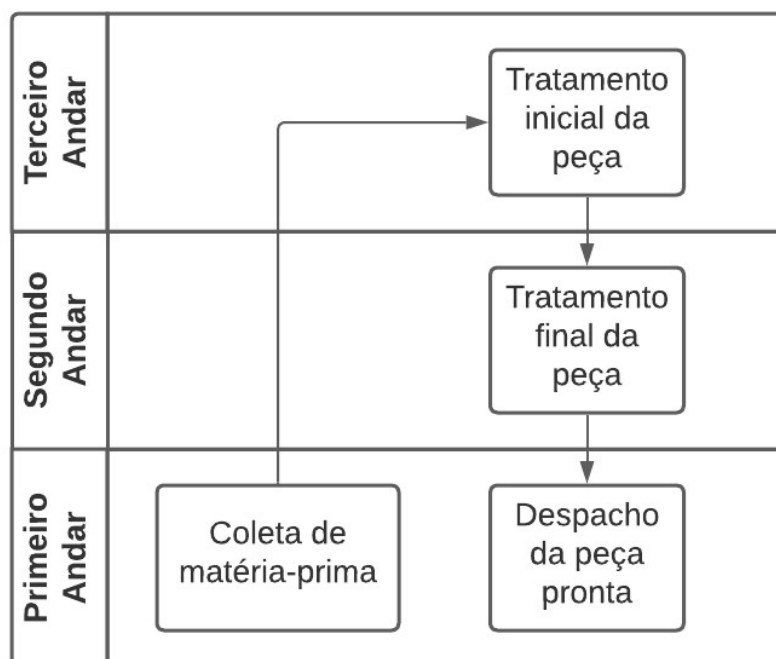 Terceiro
Andar
Tratamento
inicial da
peça
Segundo
Andar
Tratamento
final da
peça
Primeiro
Andar
Coleta de
matéria-prima
Despacho
da peça
pronta